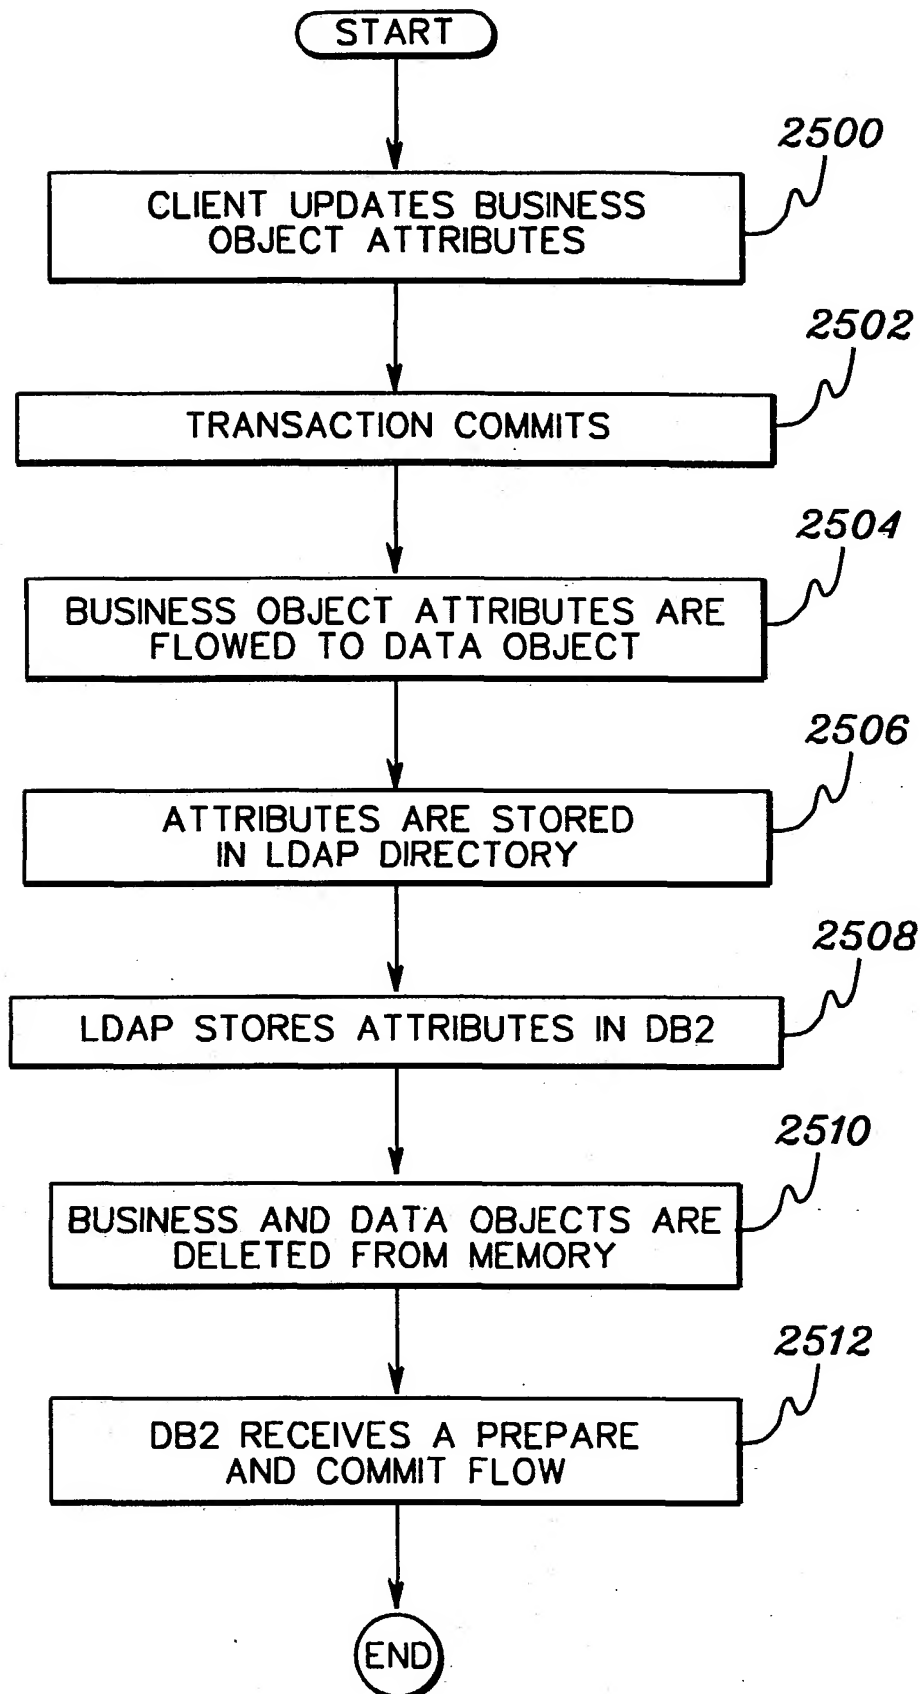 START
2500
CLIENT UPDATES BUSINESS
OBJECT ATTRIBUTES
2502
TRANSACTION COMMITS
2504
BUSINESS OBJECT ATTRIBUTES ARE
FLOWED TO DATA OBJECT
2506
ATTRIBUTES ARE STORED
IN LDAP DIRECTORY
2508
LDAP STORES ATTRIBUTES IN DB2
2510
BUSINESS AND DATA OBJECTS ARE
DELETED FROM MEMORY
2512
DB2 RECEIVES A PREPARE
AND COMMIT FLOW
END